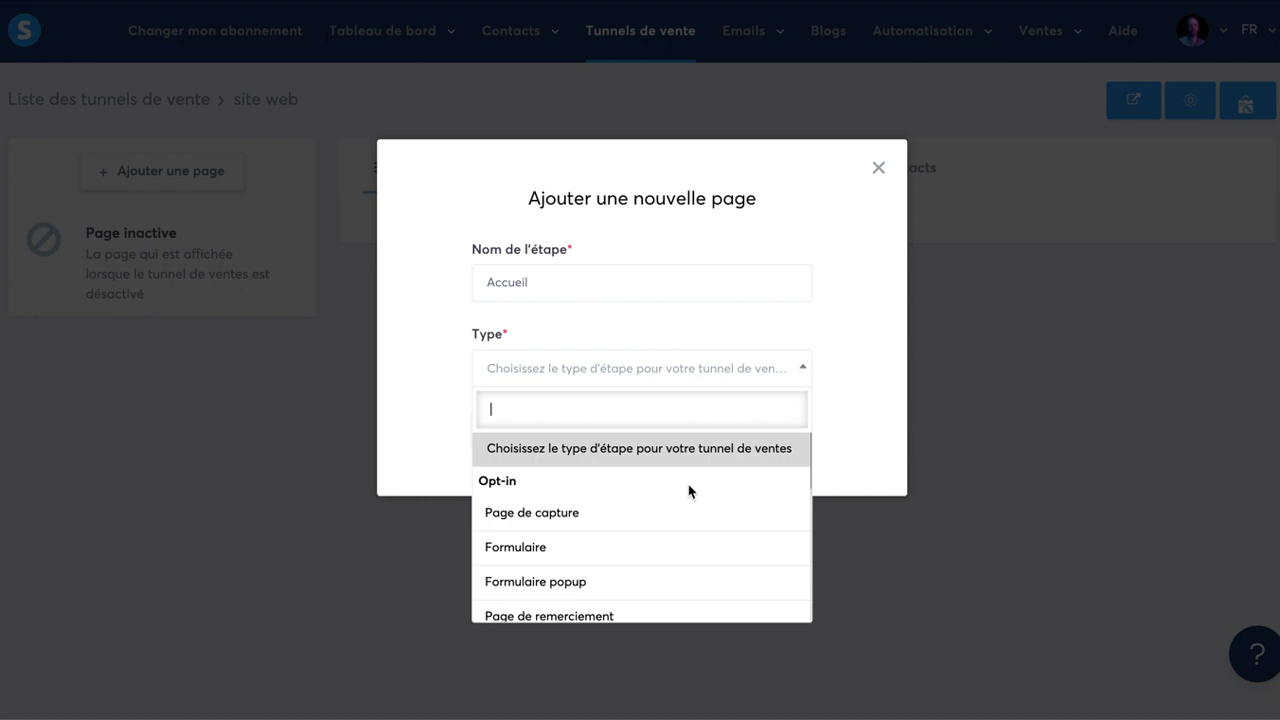 S
Changer mon abonnement Tableau de bord Contacts Tunnels de vente Emails Blogs Automatisation Ventes Aide FR
Liste des tunnels de vente › site web
+ Ajouter une page
Page inactive
La page qui est affichée
lorsque le tunnel de ventes est
désactivé
acts
×
Ajouter une nouvelle page
Nom de l'étape*
Accueil
Type*
Choisissez le type d'étape pour votre tunnel de ven...
Choisissez le type d'étape pour votre tunnel de ventes
Opt-in
Page de capture
Formulaire
Formulaire popup
Page de remerciement
?